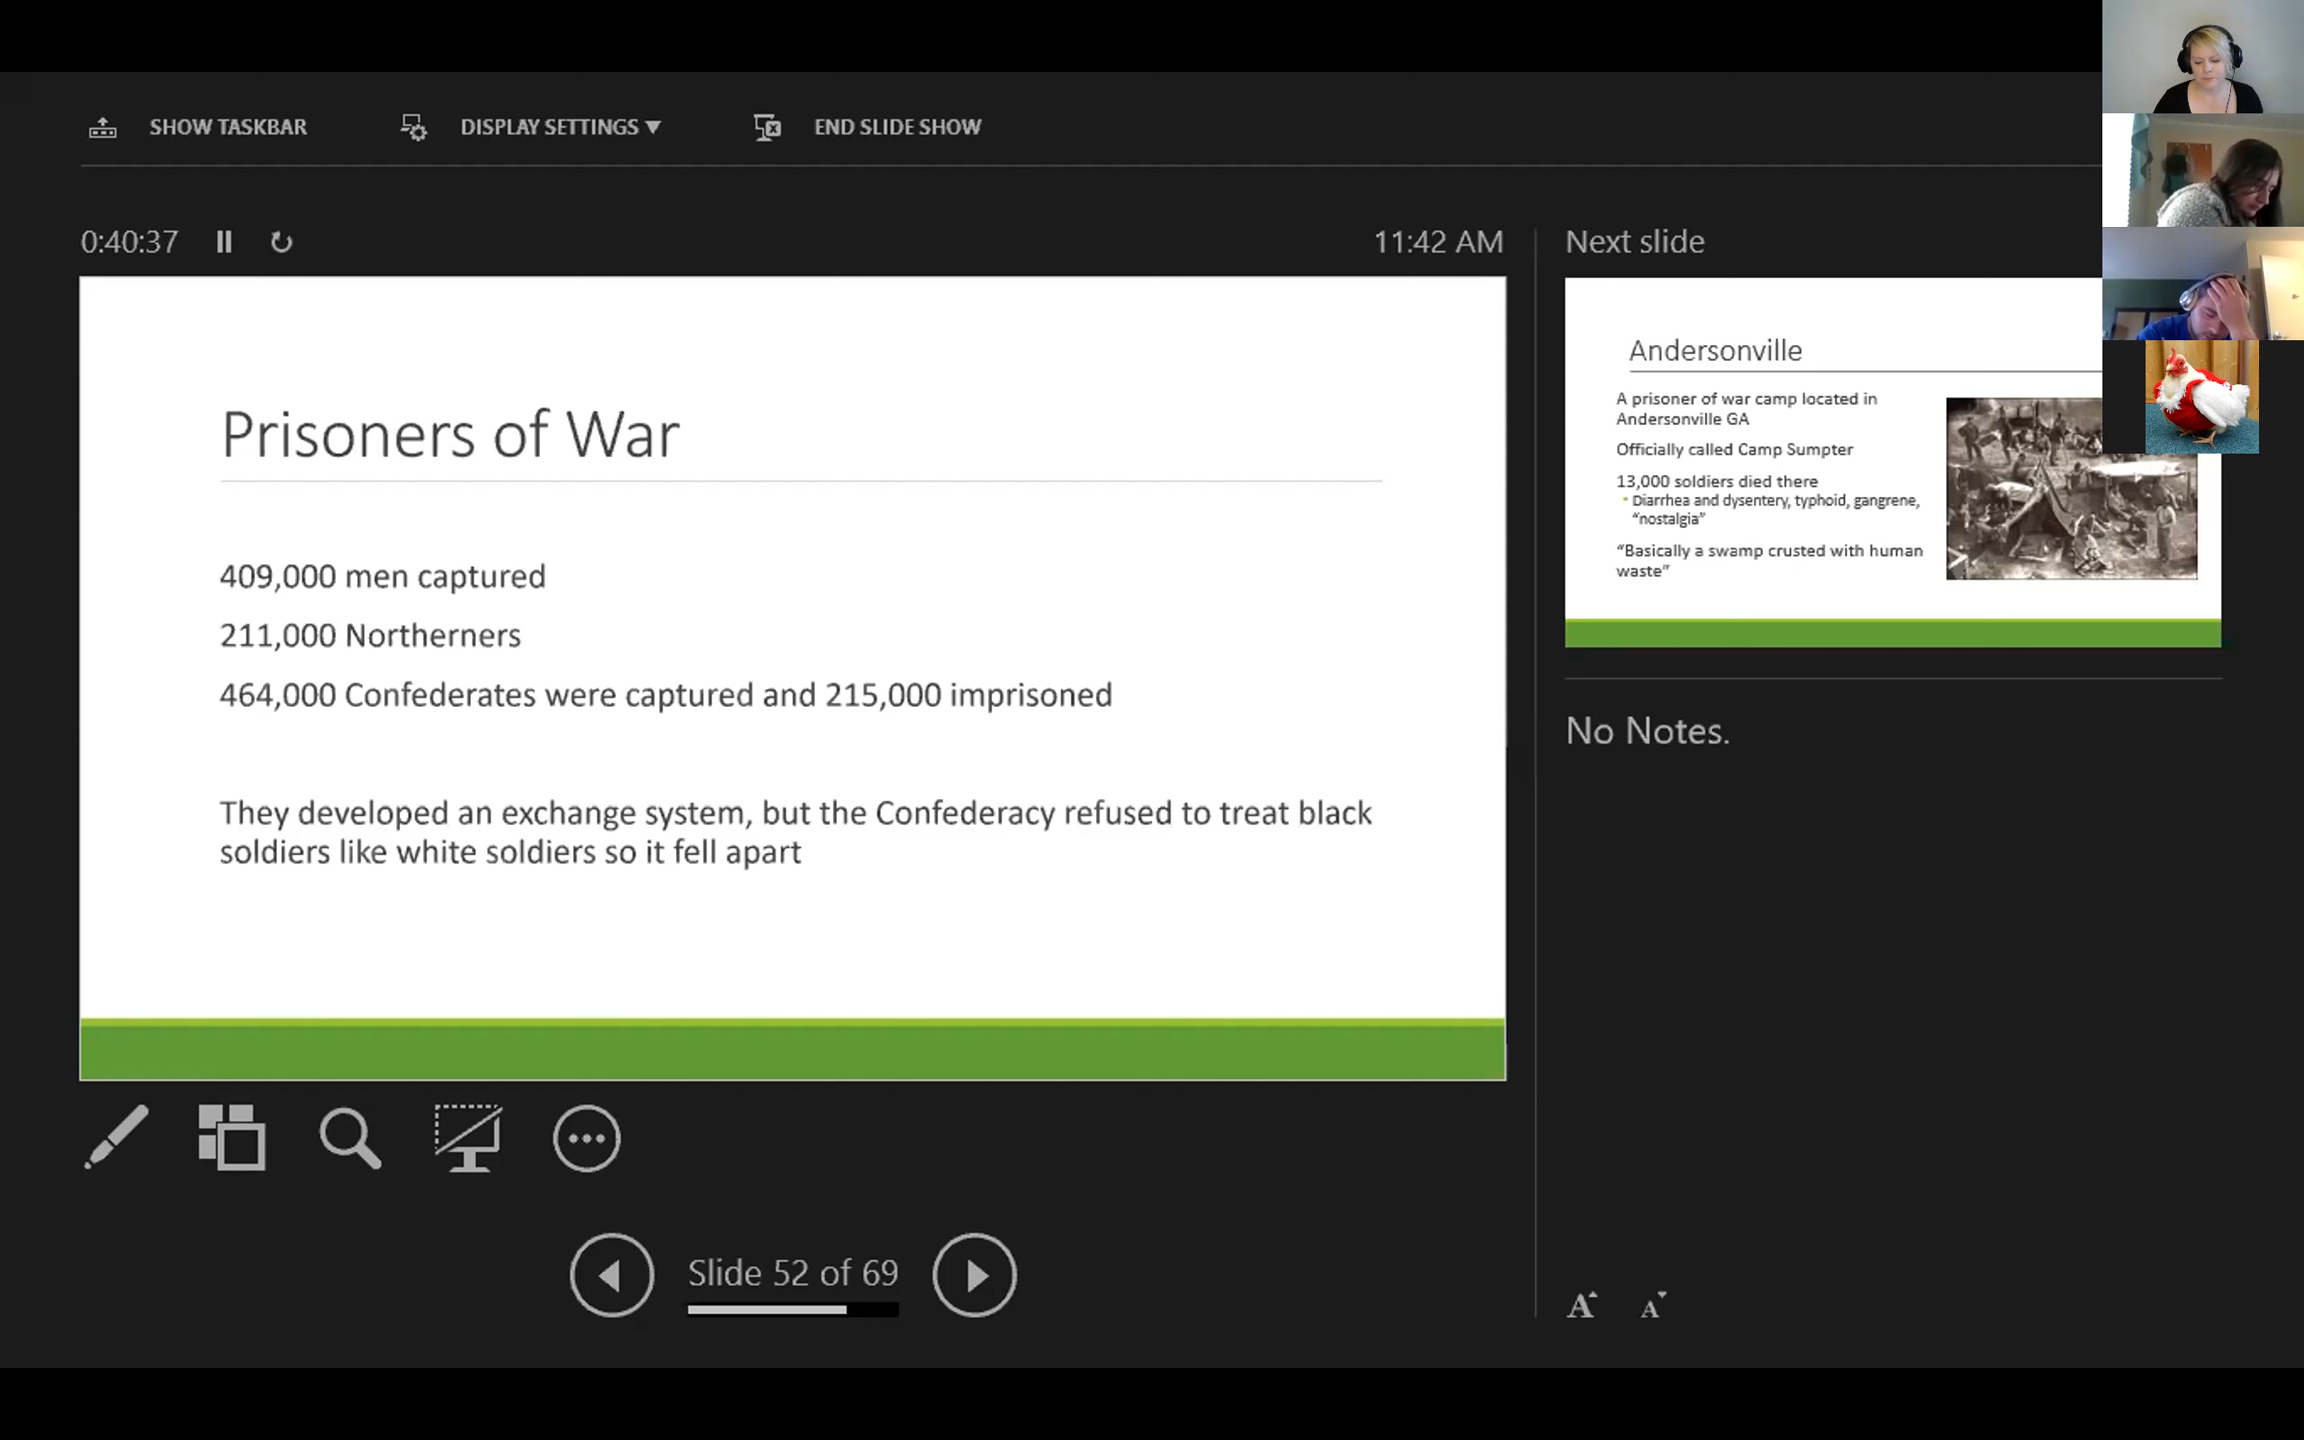 SHOW TASKBAR
DISPLAY SETTINGS ▼
END SLIDE SHOW
0:40:37
11:42 AM
Prisoners of War
409,000 men captured
211,000 Northerners
464,000 Confederates were captured and 215,000 imprisoned
They developed an exchange system, but the Confederacy refused to treat black
soldiers like white soldiers so it fell apart
Slide 52 of 69
Next slide
Andersonville
A prisoner of war camp located in
Andersonville GA
Officially called Camp Sumpter
13,000 soldiers died there
Diarrhea and dysentery, typhoid, gangrene,
“nostalgia”
“Basically a swamp crusted with human
waste”
No Notes.
A A